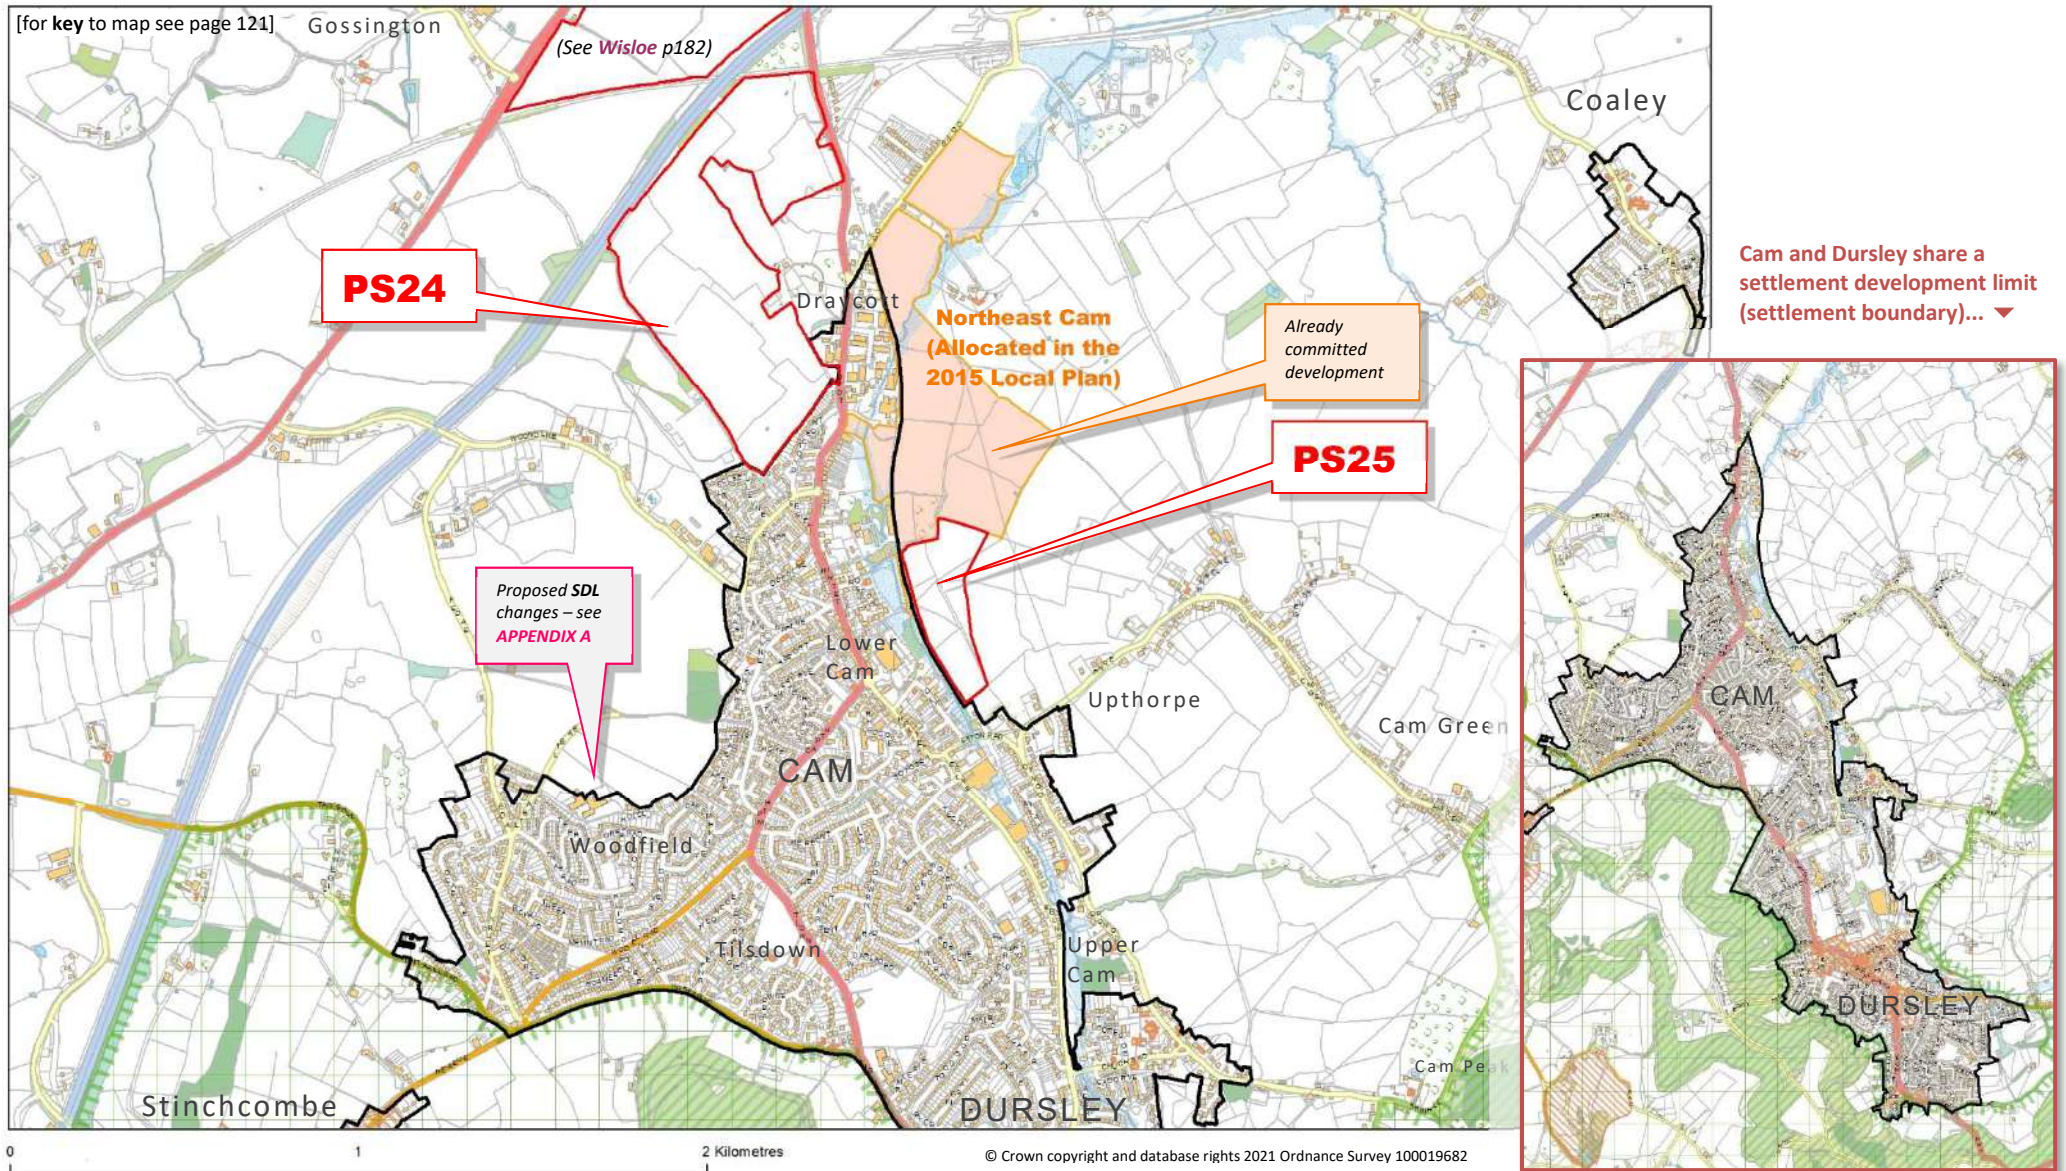 [for key to map see page 121]
Gossington
(See Wisloe p182)
Coaley
PS24
Draycott
Northeast Cam
(Allocated in the
2015 Local Plan)
Already
committed
development
PS25
Cam and Dursley share a
settlement development limit
(settlement boundary)... ▼
Proposed SDL
changes – see
APPENDIX A
Lower
Cam
Upthorpe
Cam Green
CAM
Woodfield
Tilsdown
Upper
Cam
Cam Peak
Stinchcombe
DURSLEY
CAM
DURSLEY
0 1 2 Kilometres
© Crown copyright and database rights 2021 Ordnance Survey 100019682